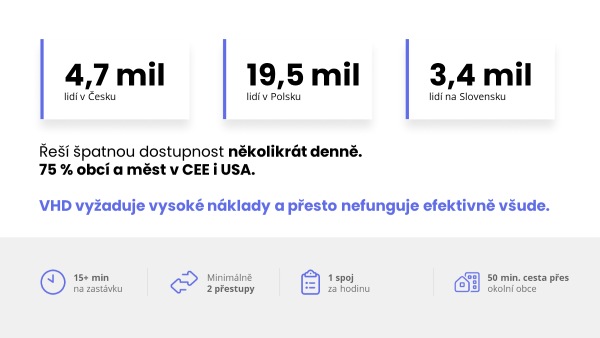 4,7 mil
lidí v Česku
19,5 mil
lidí v Polsku
3,4 mil
lidí na Slovensku
Řeší špatnou dostupnost několikrát denně.
75 % obcí a měst v CEE i USA.
VHD vyžaduje vysoké náklady a přesto nefunguje efektivně všude.
15+ min
na zastávku
Minimálně
2 přestupy
1 spoj
za hodinu
50 min. cesta přes
okolní obce